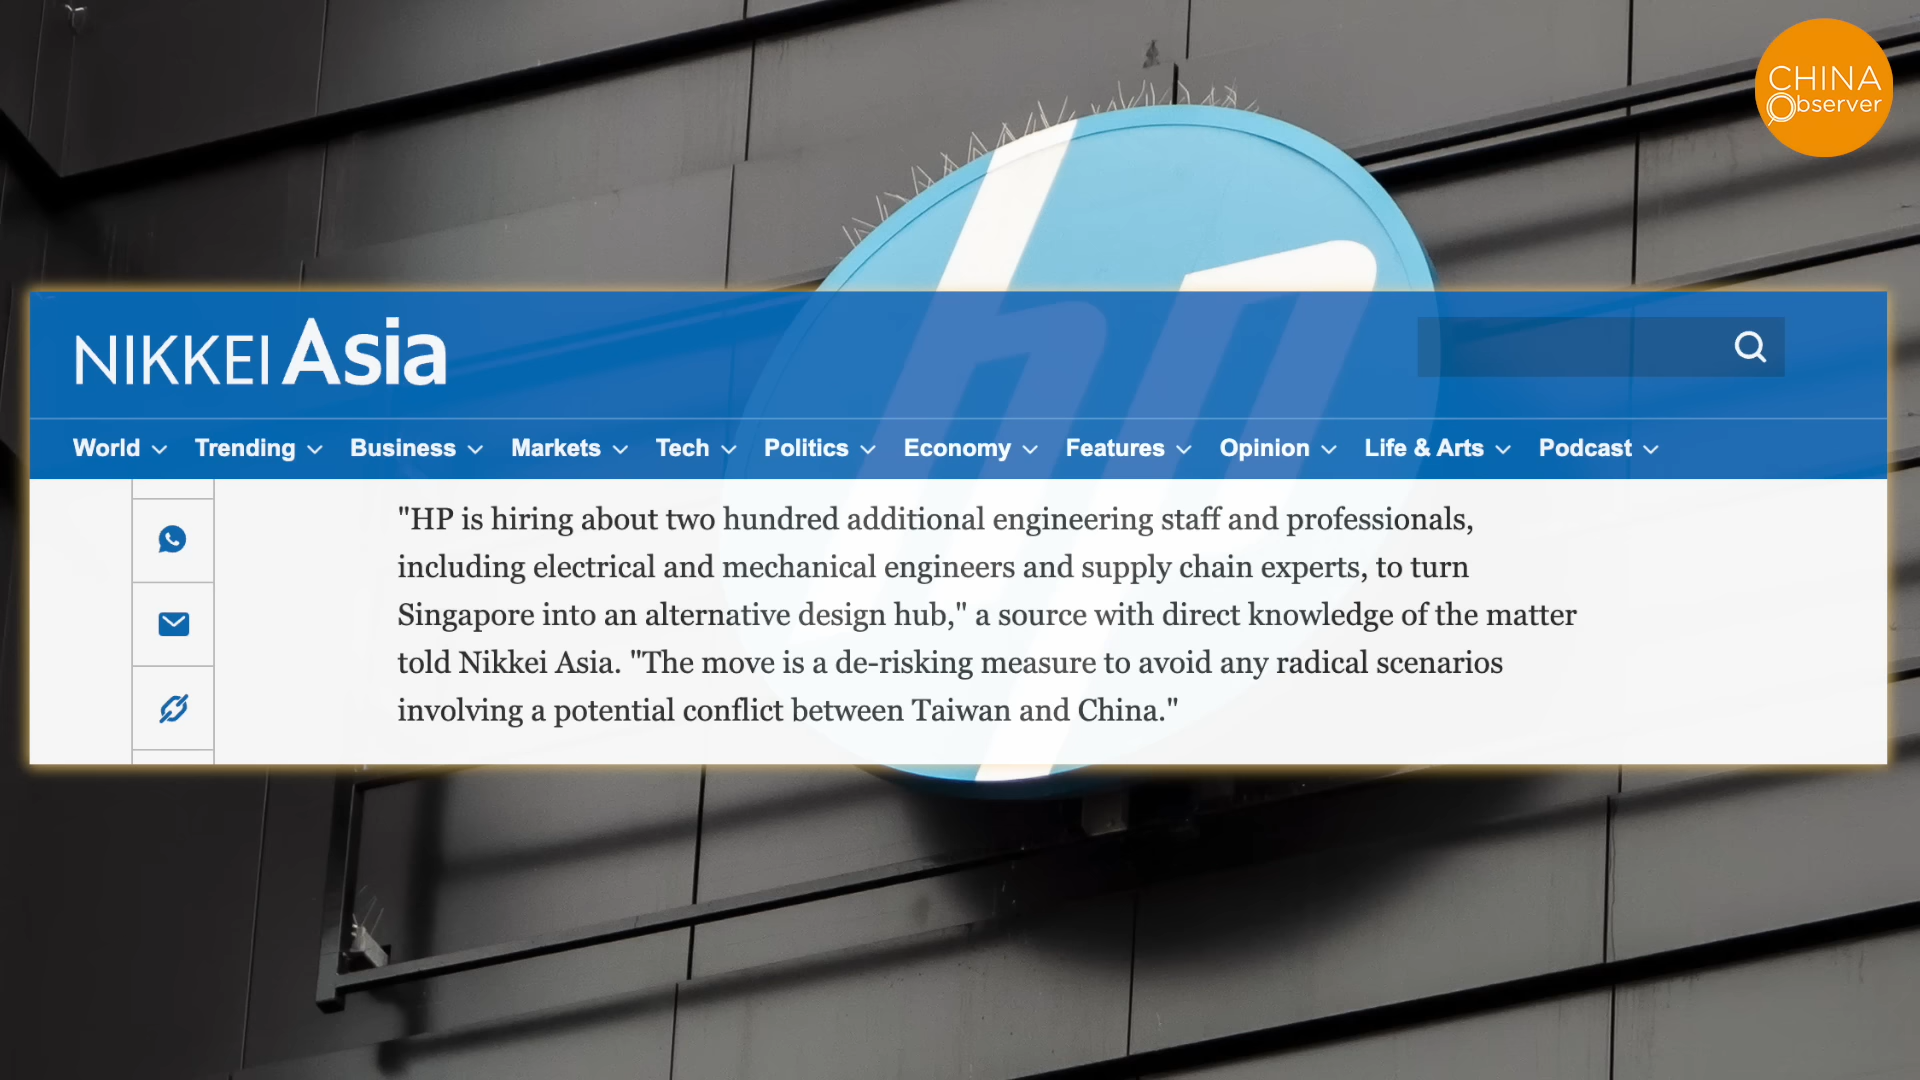 CHINA
Observer
hp
NIKKEI Asia
World Trending Business Markets Tech Politics Economy Features Opinion Life & Arts Podcast
"HP is hiring about two hundred additional engineering staff and professionals,
including electrical and mechanical engineers and supply chain experts, to turn
Singapore into an alternative design hub," a source with direct knowledge of the matter
told Nikkei Asia. "The move is a de-risking measure to avoid any radical scenarios
involving a potential conflict between Taiwan and China."